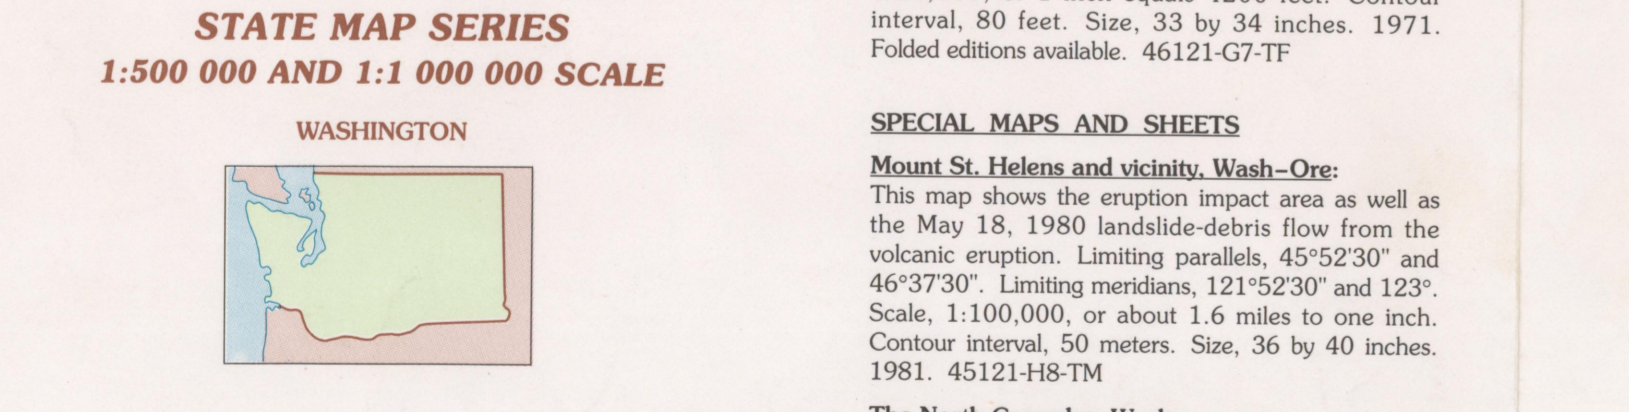 STATE MAP SERIES
1:500 000 AND 1:1 000 000 SCALE
WASHINGTON
interval, 80 feet. Size, 33 by 34 inches. 1971.
Folded editions available. 46121-G7-TF
SPECIAL MAPS AND SHEETS
Mount St. Helens and vicinity, Wash-Ore:
This map shows the eruption impact area as well as
the May 18, 1980 landslide-debris flow from the
volcanic eruption. Limiting parallels, 45°52'30" and
46°37'30". Limiting meridians, 121°52'30" and 123°.
Scale, 1:100,000, or about 1.6 miles to one inch.
Contour interval, 50 meters. Size, 36 by 40 inches.
1981. 45121-H8-TM